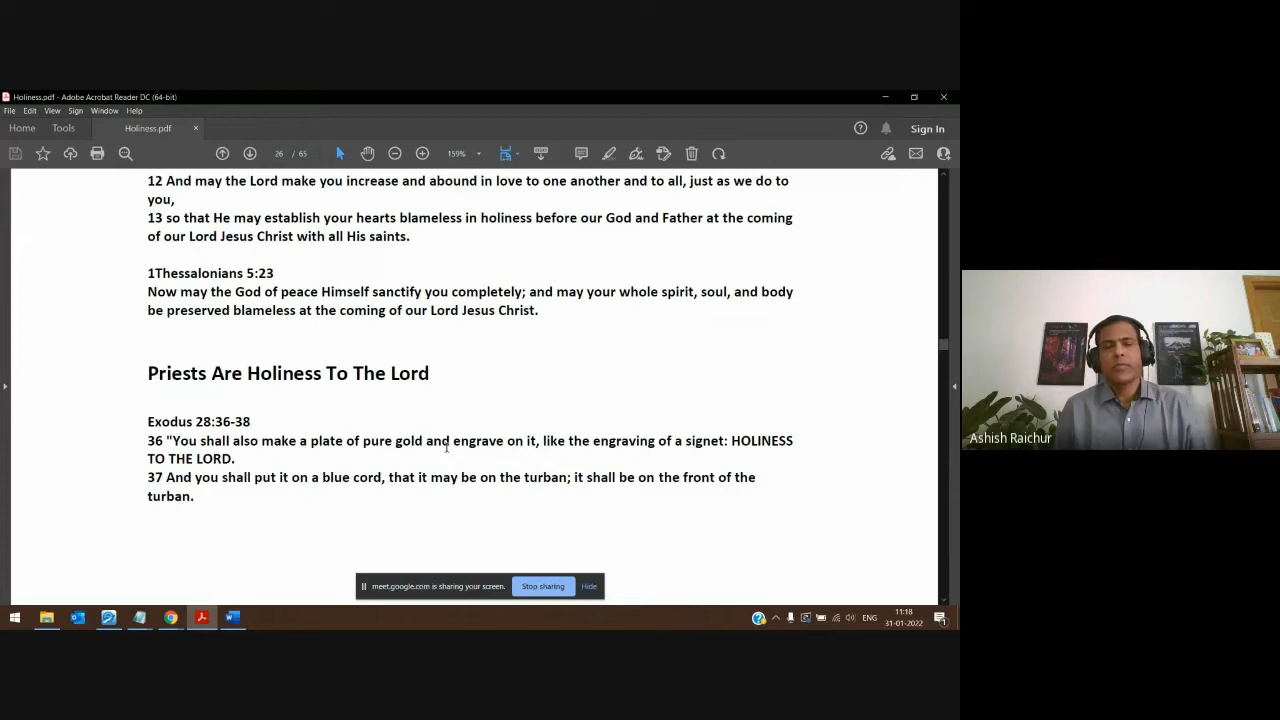 Holiness.pdf - Adobe Acrobat Reader DC (64-bit)
File Edit View Sign Window Help
Home Tools Holiness.pdf × Sign In
26 / 65 159%
12 And may the Lord make you increase and abound in love to one another and to all, just as we do to
you,
13 so that He may establish your hearts blameless in holiness before our God and Father at the coming
of our Lord Jesus Christ with all His saints.
1Thessalonians 5:23
Now may the God of peace Himself sanctify you completely; and may your whole spirit, soul, and body
be preserved blameless at the coming of our Lord Jesus Christ.
Priests Are Holiness To The Lord
Exodus 28:36-38
36 "You shall also make a plate of pure gold and engrave on it, like the engraving of a signet: HOLINESS
TO THE LORD.
37 And you shall put it on a blue cord, that it may be on the turban; it shall be on the front of the
turban.
meet.google.com is sharing your screen. Stop sharing Hide
ENG 11:18
31-01-2022
Ashish Raichur